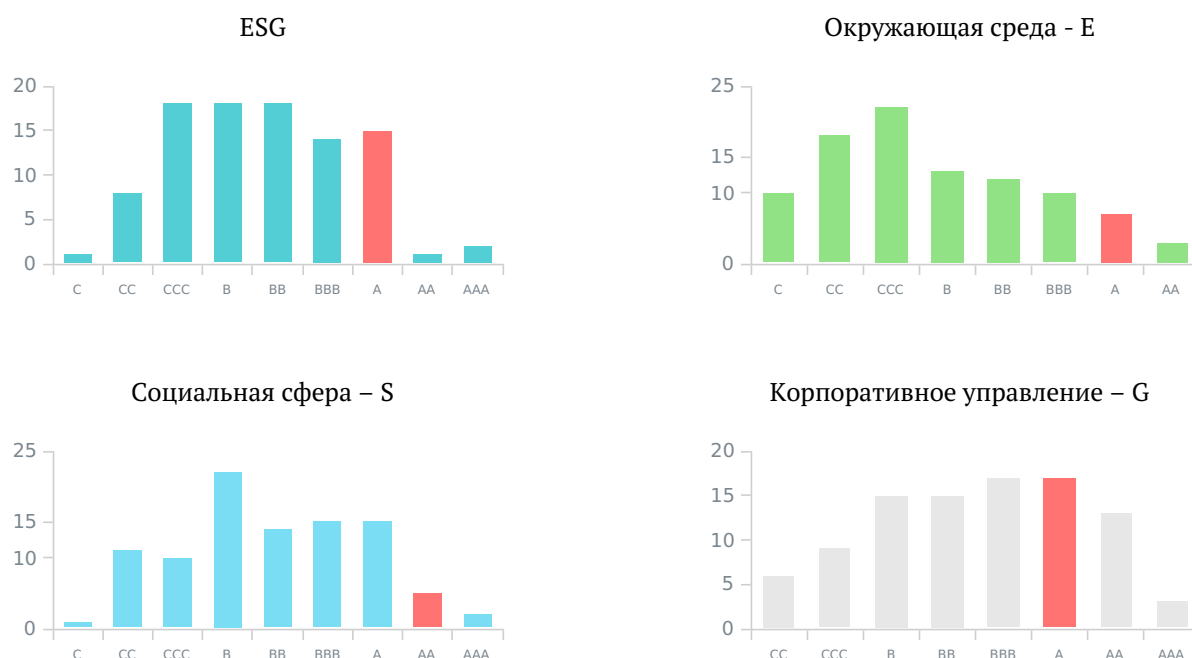 ESG
20
15
10
5
0
C CC CCC B BB BBB A AA AAA
Окружающая среда - E
25
15
10
0
C CC CCC B BB BBB A AA
Социальная сфера – S
25
15
10
0
C CC CCC B BB BBB A AA AAA
Корпоративное управление – G
20
15
10
5
0
CC CCC B BB BBB A AA AAA